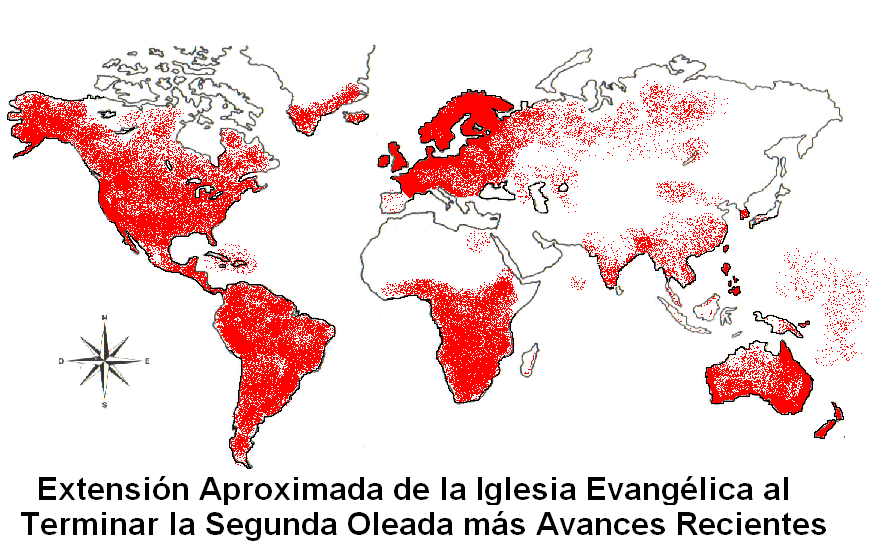 N
O E
S
Extensión Aproximada de la Iglesia Evangélica al
Terminar la Segunda Oleada más Avances Recientes